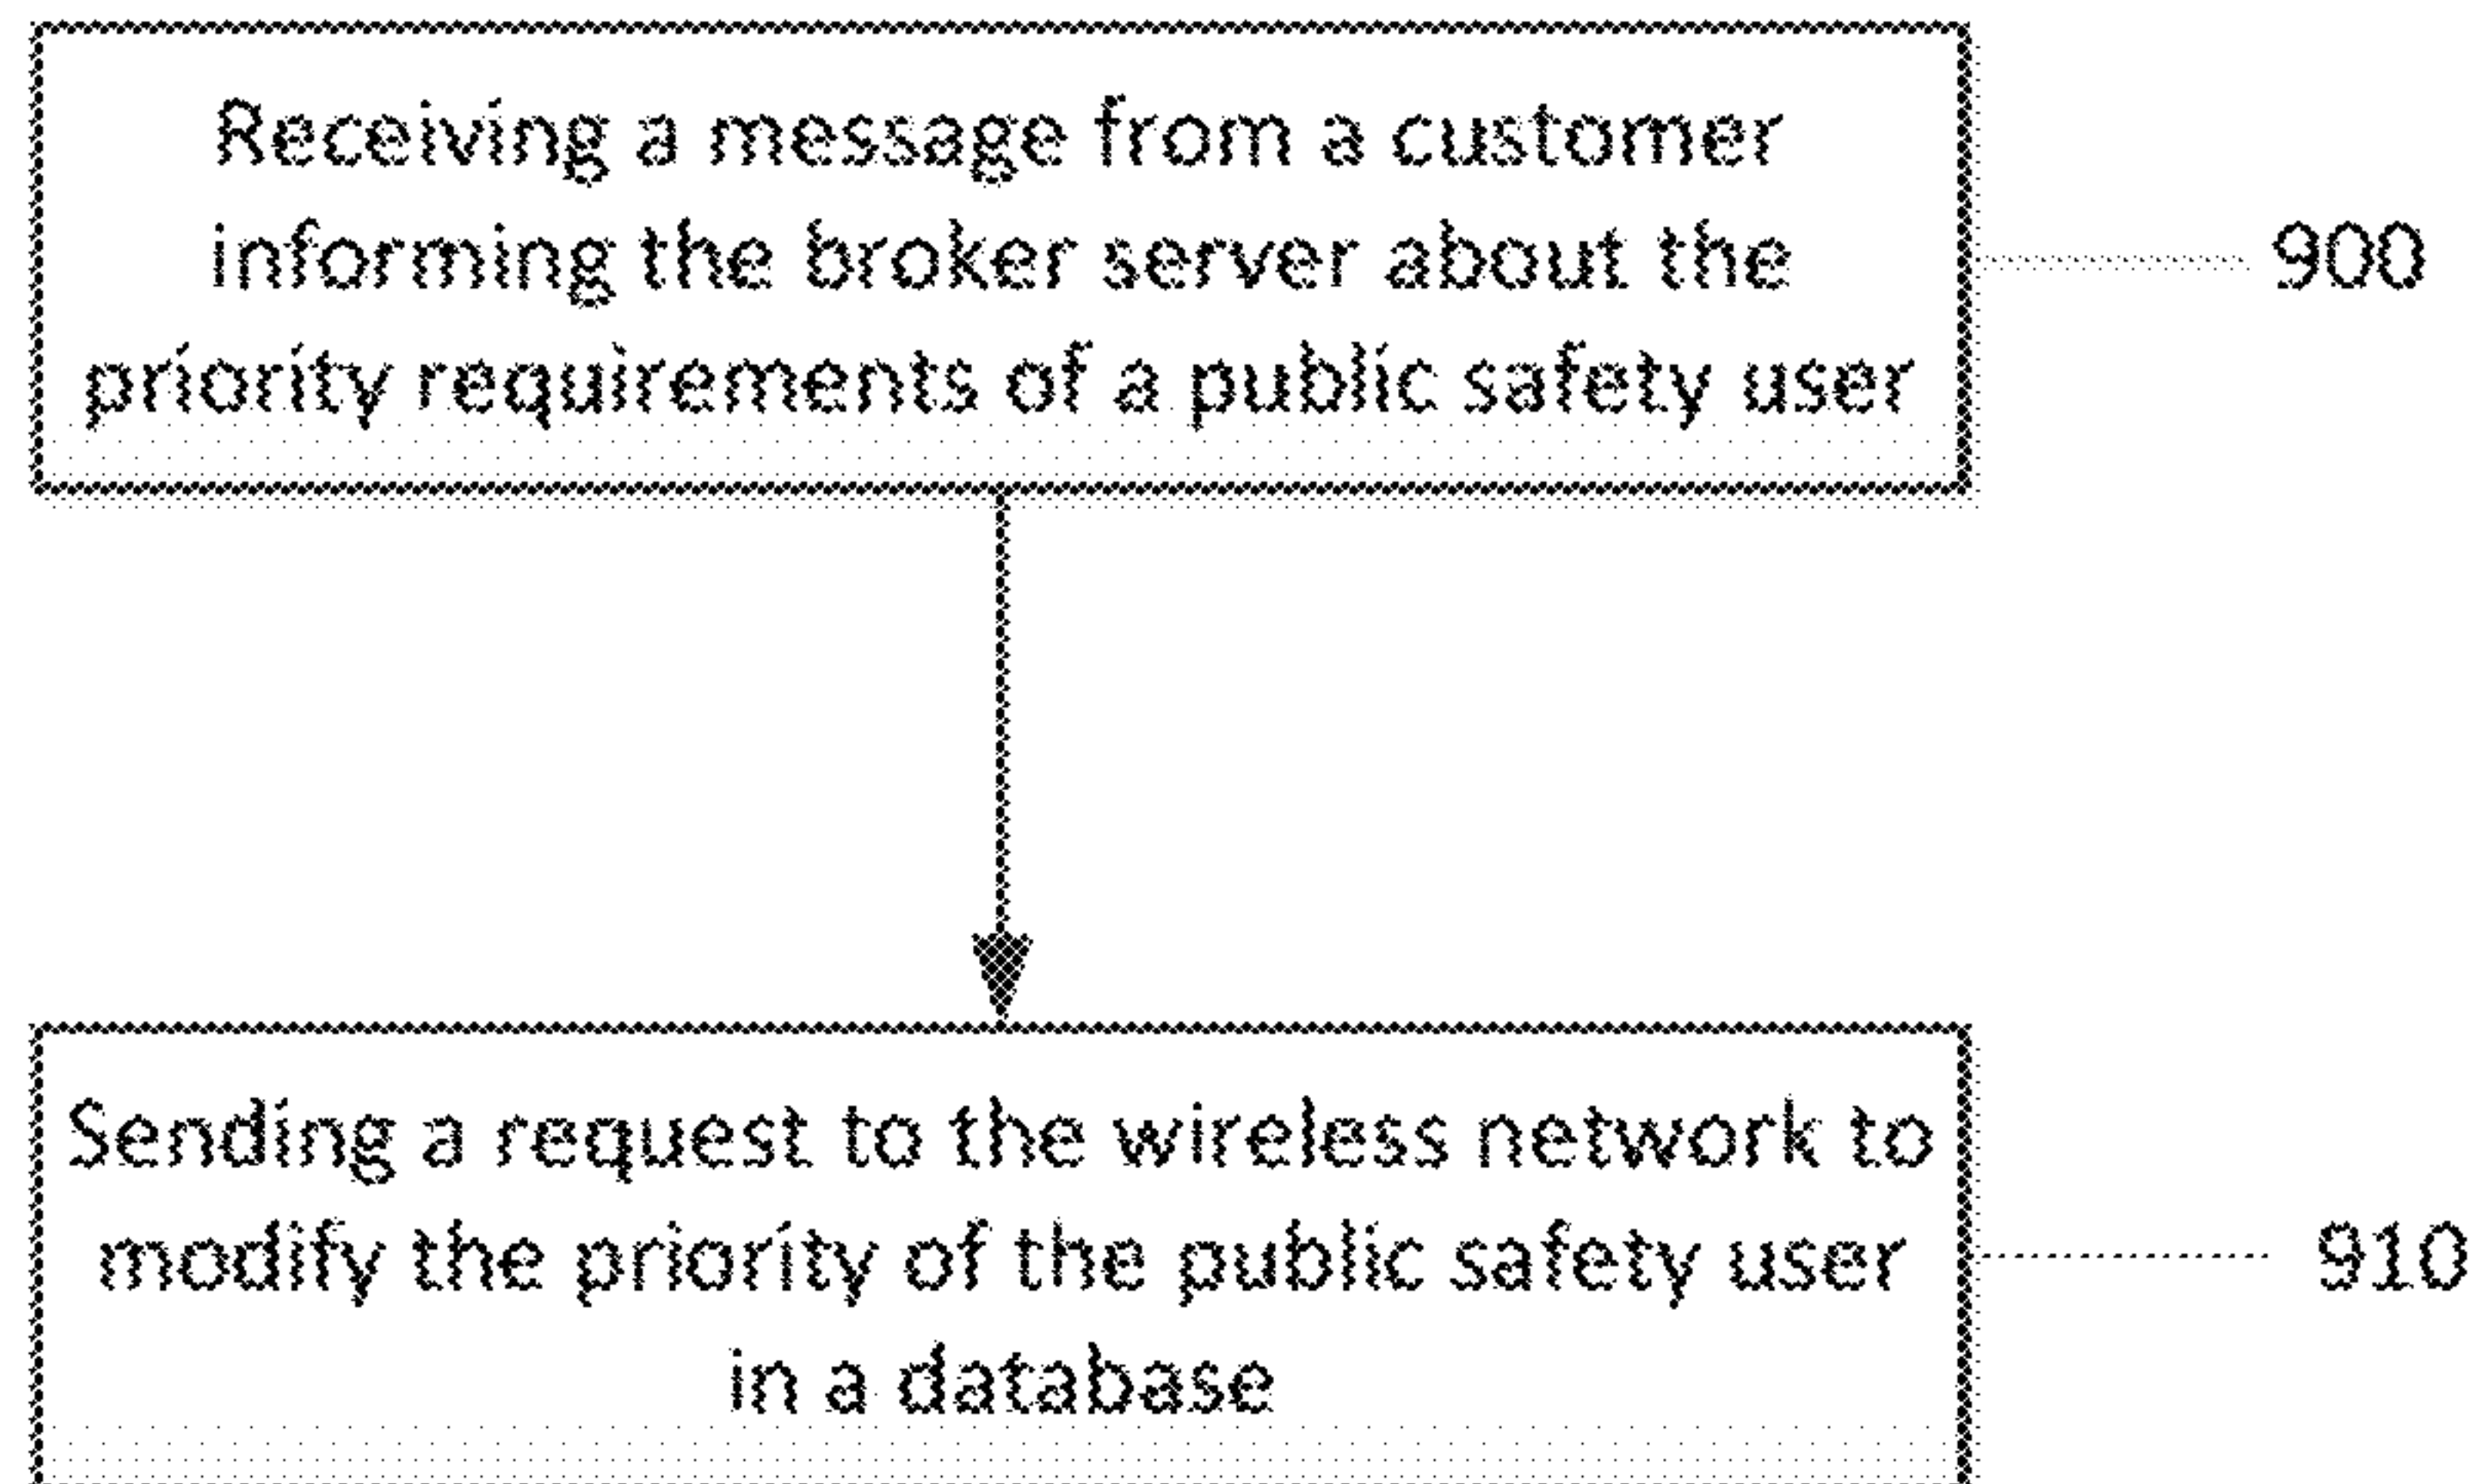 Receiving a message from a customer
informing the broker server about the
priority requirements of a public safety user
900
Sending a request to the wireless network to
modify the priority of the public safety user
in a database
910